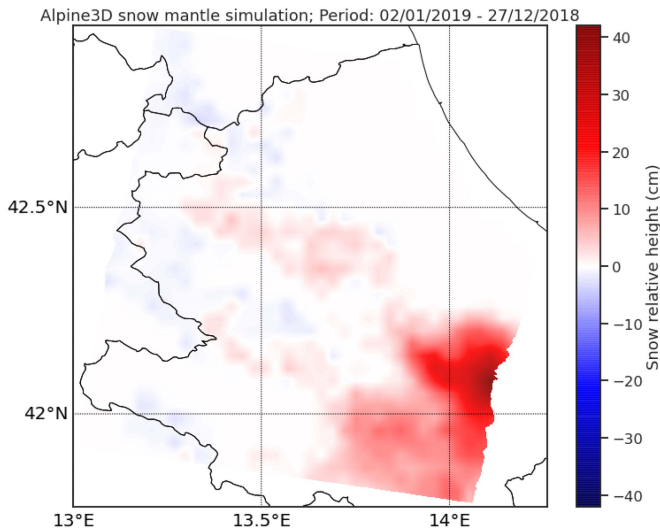 Alpine3D snow mantle simulation; Period: 02/01/2019 - 27/12/2018
40
30
20
10
0
−10
−20
−30
−40
Snow relative height (cm)
42.5°N
42°N
13°E
13.5°E
14°E